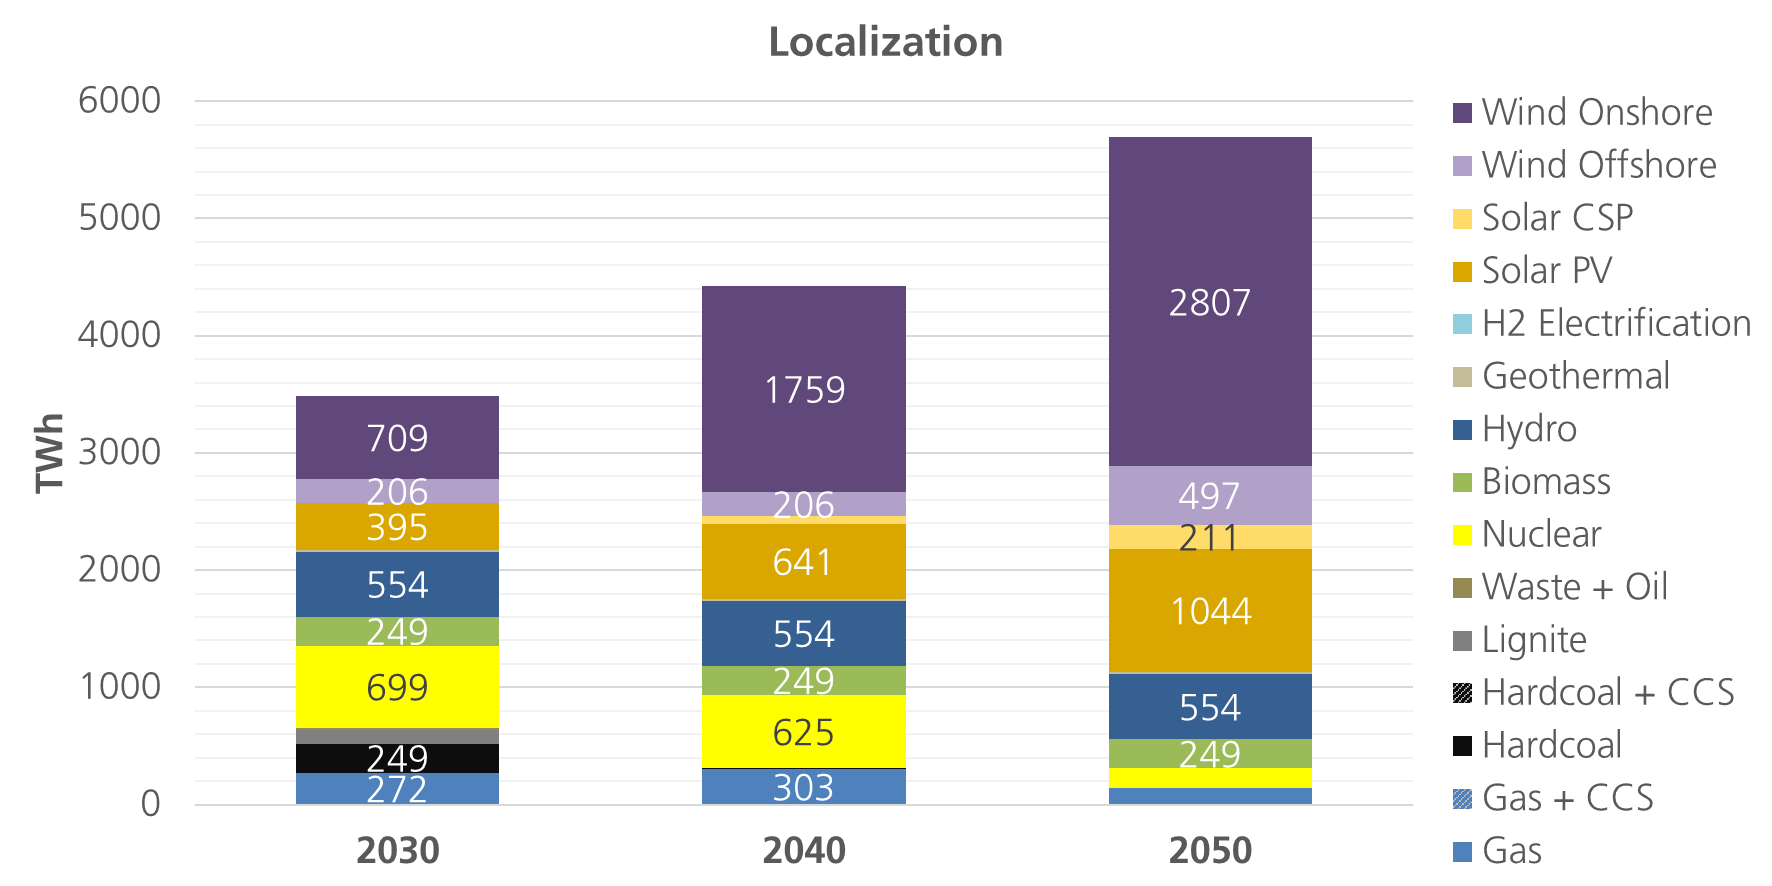 Localization
TWh
6000
5000
4000
3000
2000
1000
0
709
206
395
554
249
699
249
272
1759
206
641
554
249
625
303
2807
497
211
1044
554
249
2030
2040
2050
Wind Onshore
Wind Offshore
Solar CSP
Solar PV
H2 Electrification
Geothermal
Hydro
Biomass
Nuclear
Waste + Oil
Lignite
Hardcoal + CCS
Hardcoal
Gas + CCS
Gas